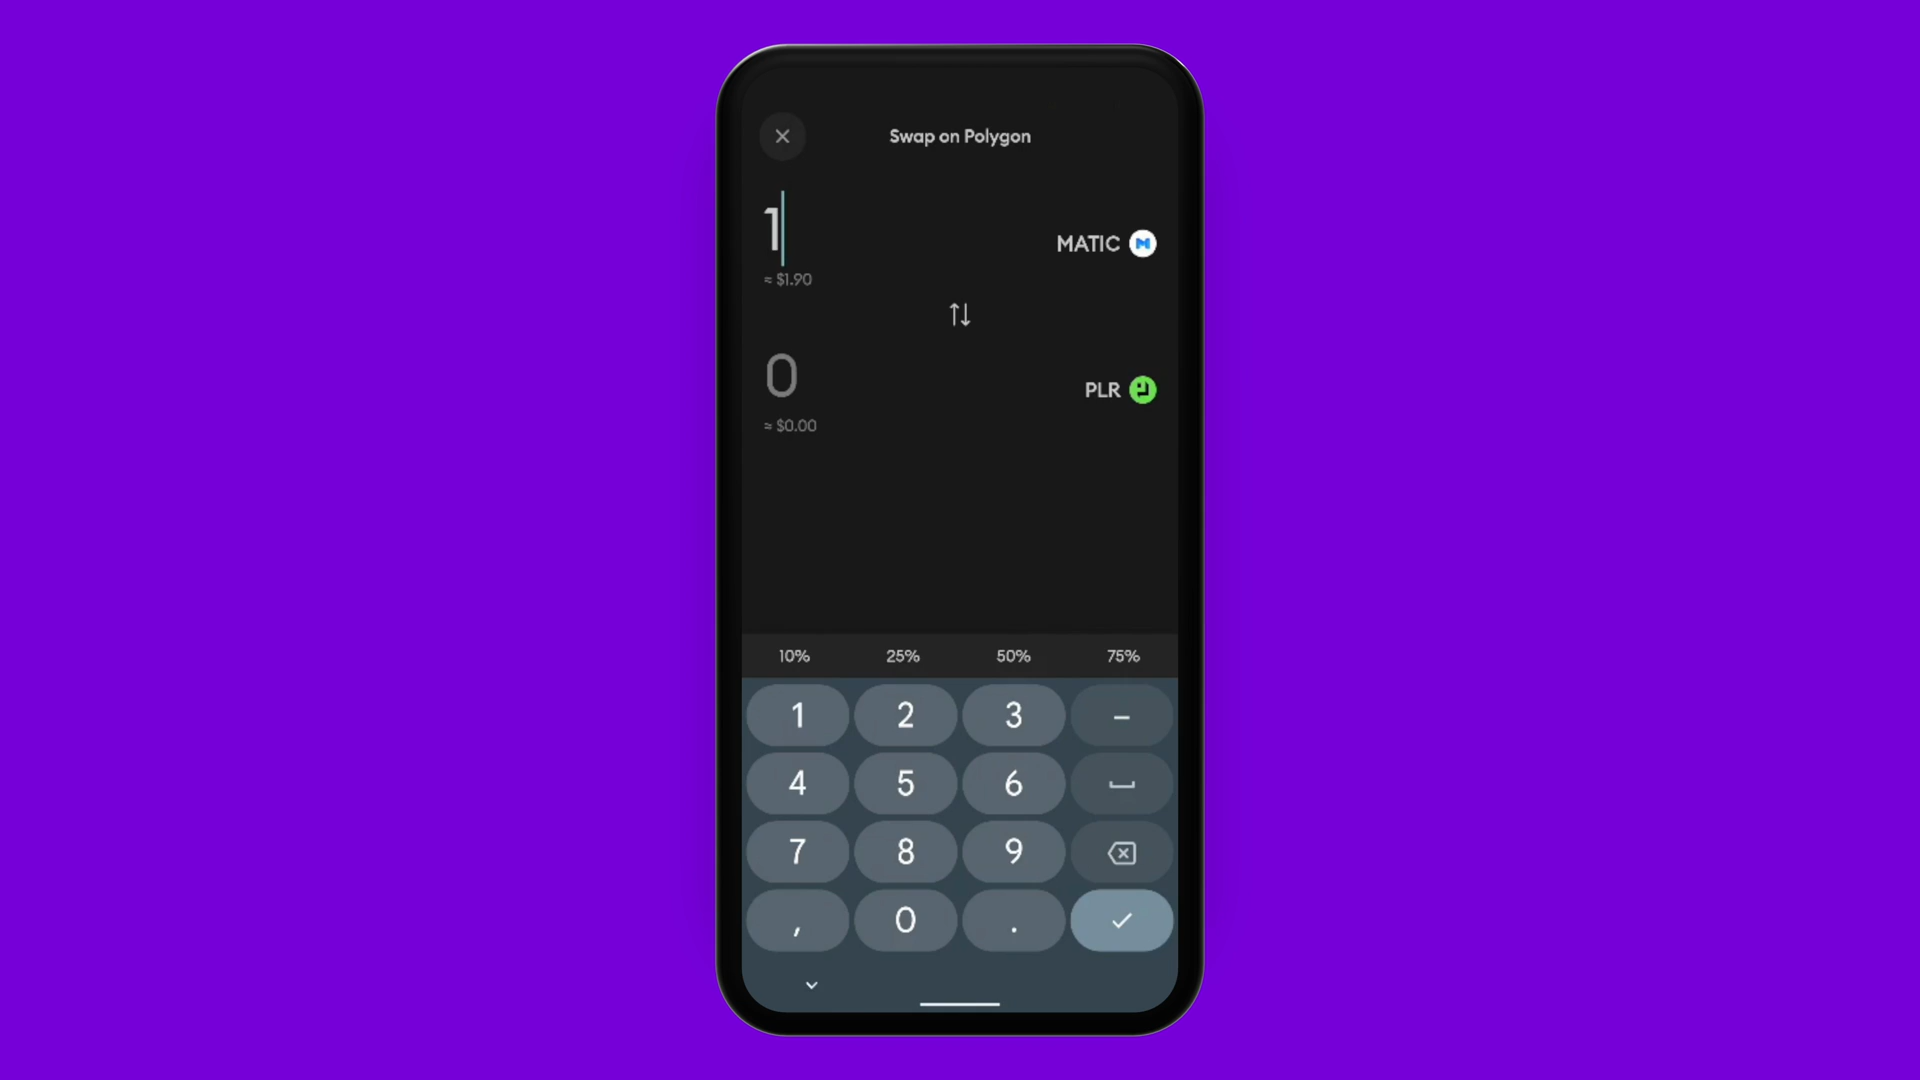 Swap on Polygon
1
MATIC
≈ $1.90
0
PLR
≈ $0.00
10% 25% 50% 75%
1 2 3 –
4 5 6
7 8 9
, 0 .